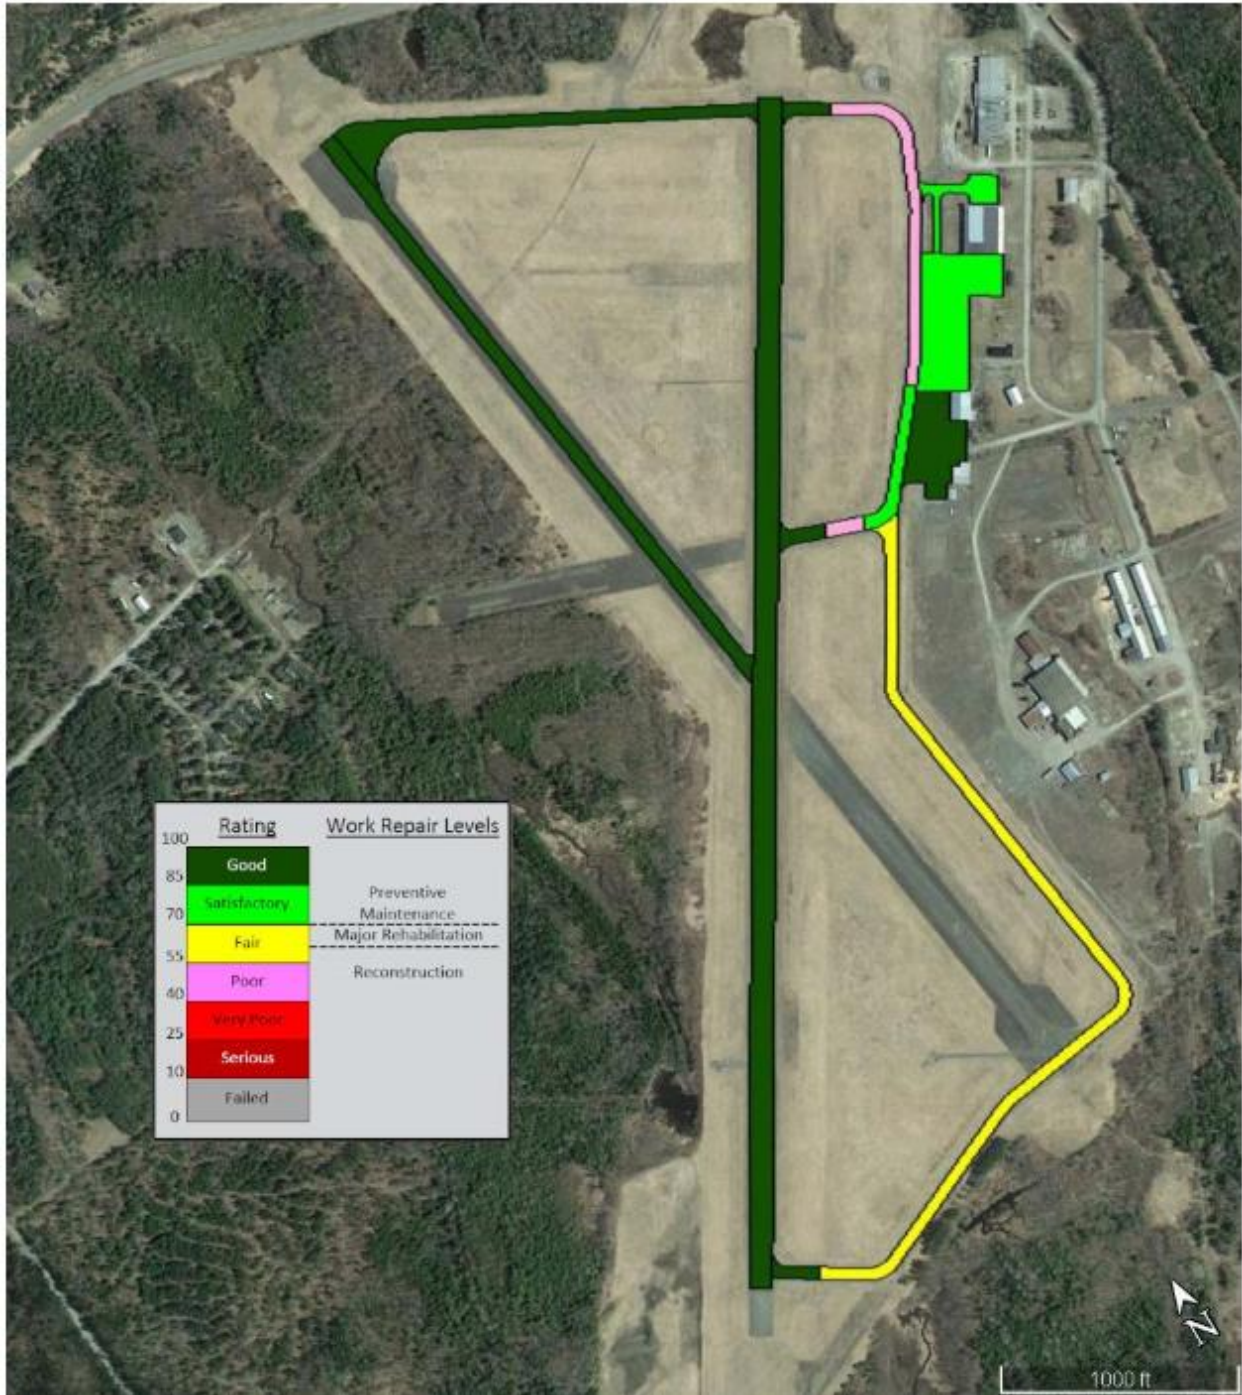 Rating Work Repair Levels
100
Good
85
Satisfactory
Preventive
Maintenance
70
Major Rehabilitation
Fair
55
Reconstruction
Poor
40
Very Poor
25
Serious
10
Failed
0
N
1000 ft